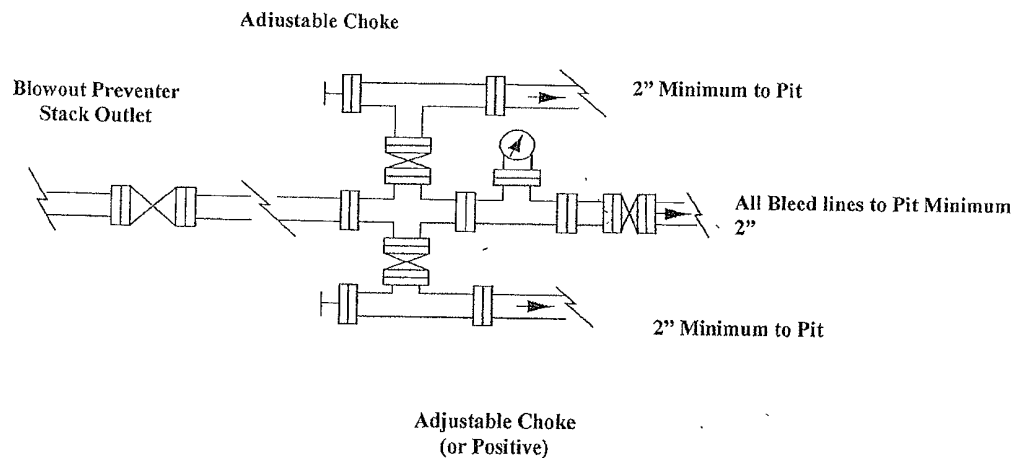 Adjustable Choke
Blowout Preventer
Stack Outlet
2” Minimum to Pit
All Bleed lines to Pit Minimum
2”
2” Minimum to Pit
Adjustable Choke
(or Positive)